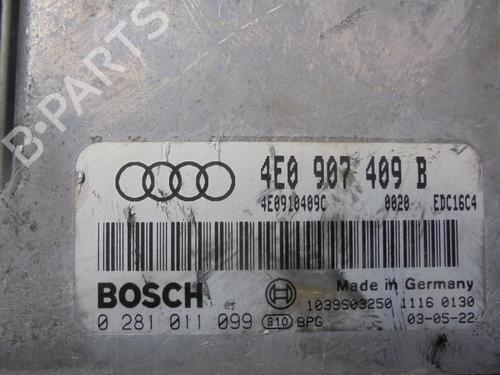 B-PARTS
4E0 907 409 B
4E0910409C 0020 EDC16C4
BOSCH Made in Germany
1039S03250 1116 0130
0 281 011 099 B10 BPG 03-05-22